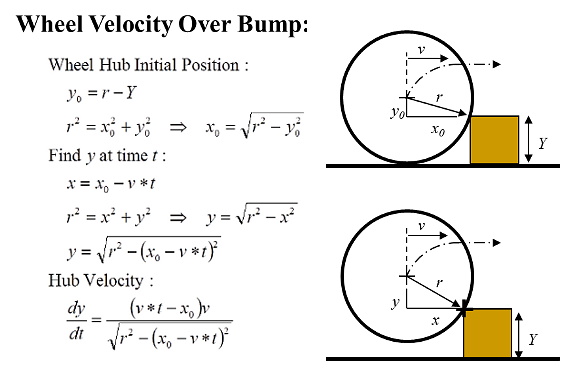 Wheel Velocity Over Bump:
Wheel Hub Initial Position :
y₀ = r − Y
r² = x₀² + y₀² ⇒ x₀ = √(r² − y₀²)
Find y at time t :
x = x₀ − v * t
r² = x² + y² ⇒ y = √(r² − x²)
y = √(r² − (x₀ − v * t)²)
Hub Velocity :
dy/dt = (v * t − x₀)v / √(r² − (x₀ − v * t)²)
v
r
y₀
x₀
Y
v
r
y
x
Y